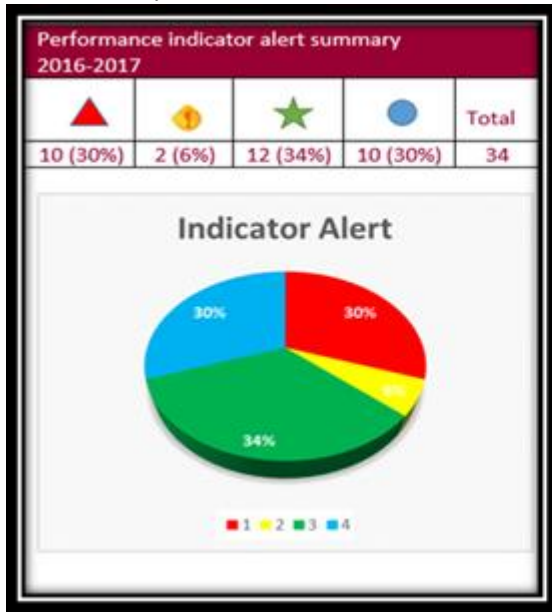 Performance indicator alert summary
2016-2017
Total
10 (30%) 2 (6%) 12 (34%) 10 (30%) 34
Indicator Alert
30% 30%
6%
34%
1 2 3 4